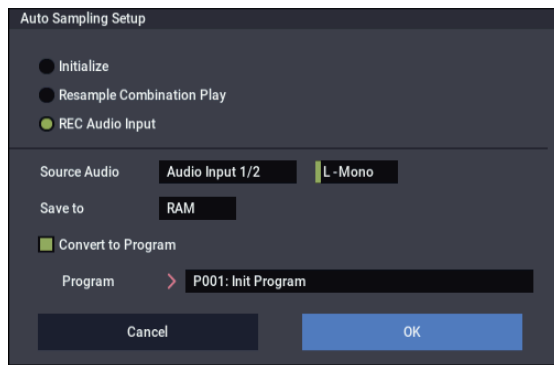 Auto Sampling Setup
Initialize
Resample Combination Play
REC Audio Input
Source Audio Audio Input 1/2 L-Mono
Save to RAM
Convert to Program
Program P001: Init Program
Cancel OK